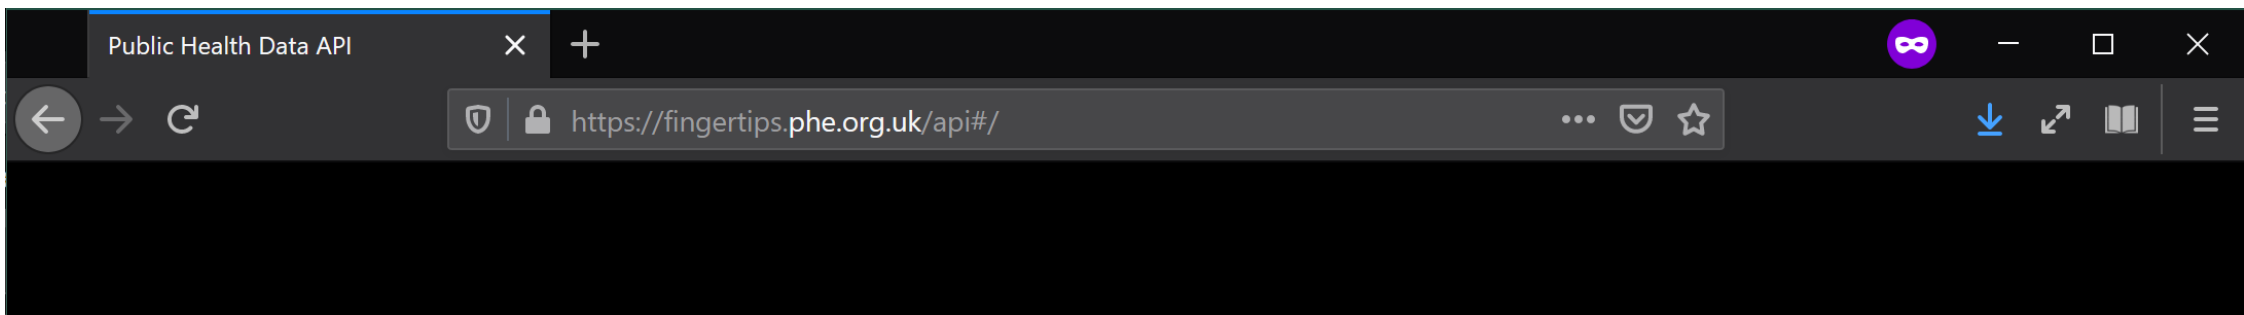 Public Health Data API
https://fingertips.phe.org.uk/api#/